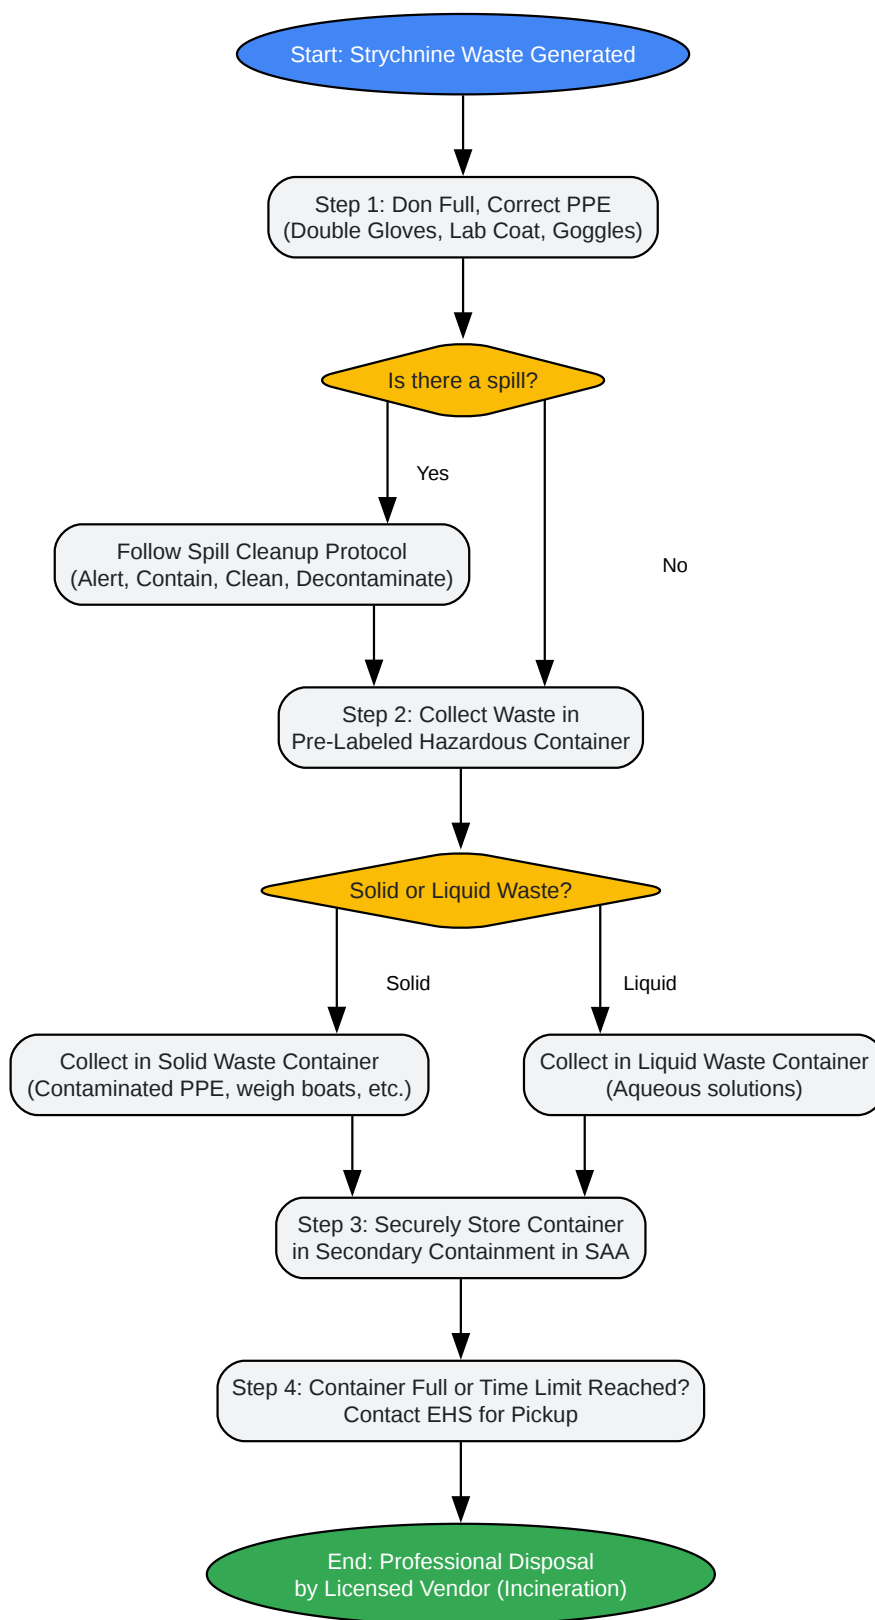 Start: Strychnine Waste Generated
Step 1: Don Full, Correct PPE
(Double Gloves, Lab Coat, Goggles)
Is there a spill?
Yes
Follow Spill Cleanup Protocol
(Alert, Contain, Clean, Decontaminate)
No
Step 2: Collect Waste in
Pre-Labeled Hazardous Container
Solid or Liquid Waste?
Solid
Liquid
Collect in Solid Waste Container
(Contaminated PPE, weigh boats, etc.)
Collect in Liquid Waste Container
(Aqueous solutions)
Step 3: Securely Store Container
in Secondary Containment in SAA
Step 4: Container Full or Time Limit Reached?
Contact EHS for Pickup
End: Professional Disposal
by Licensed Vendor (Incineration)